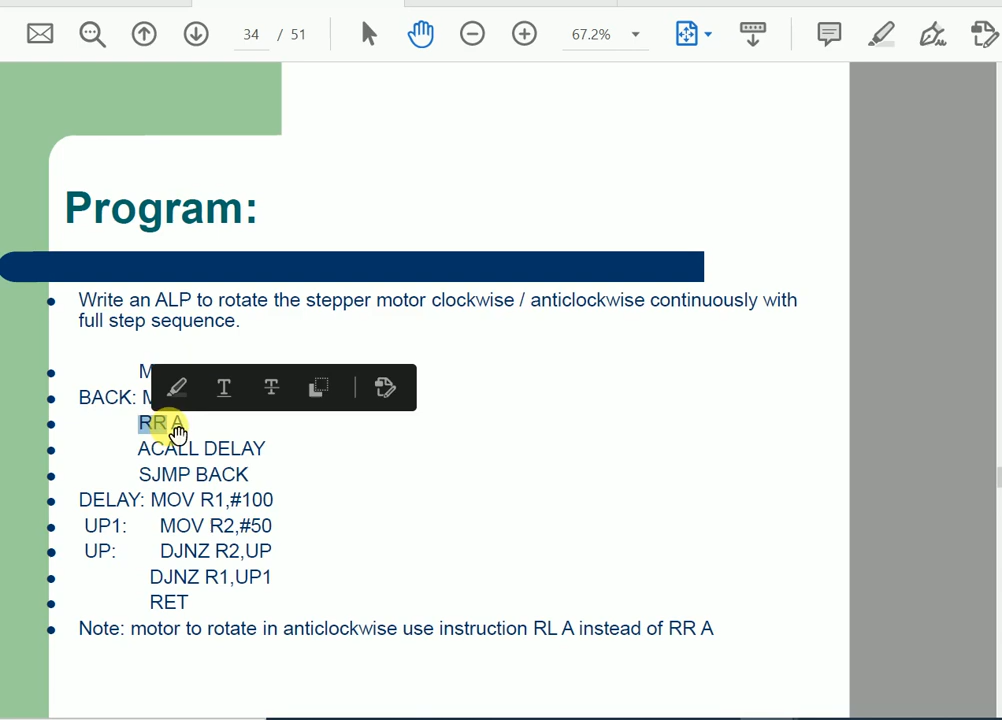 34 / 51 67.2%
Program:
Write an ALP to rotate the stepper motor clockwise / anticlockwise continuously with
full step sequence.
BACK:
RR A
ACALL DELAY
SJMP BACK
DELAY: MOV R1,#100
UP1: MOV R2,#50
UP: DJNZ R2,UP
DJNZ R1,UP1
RET
Note: motor to rotate in anticlockwise use instruction RL A instead of RR A